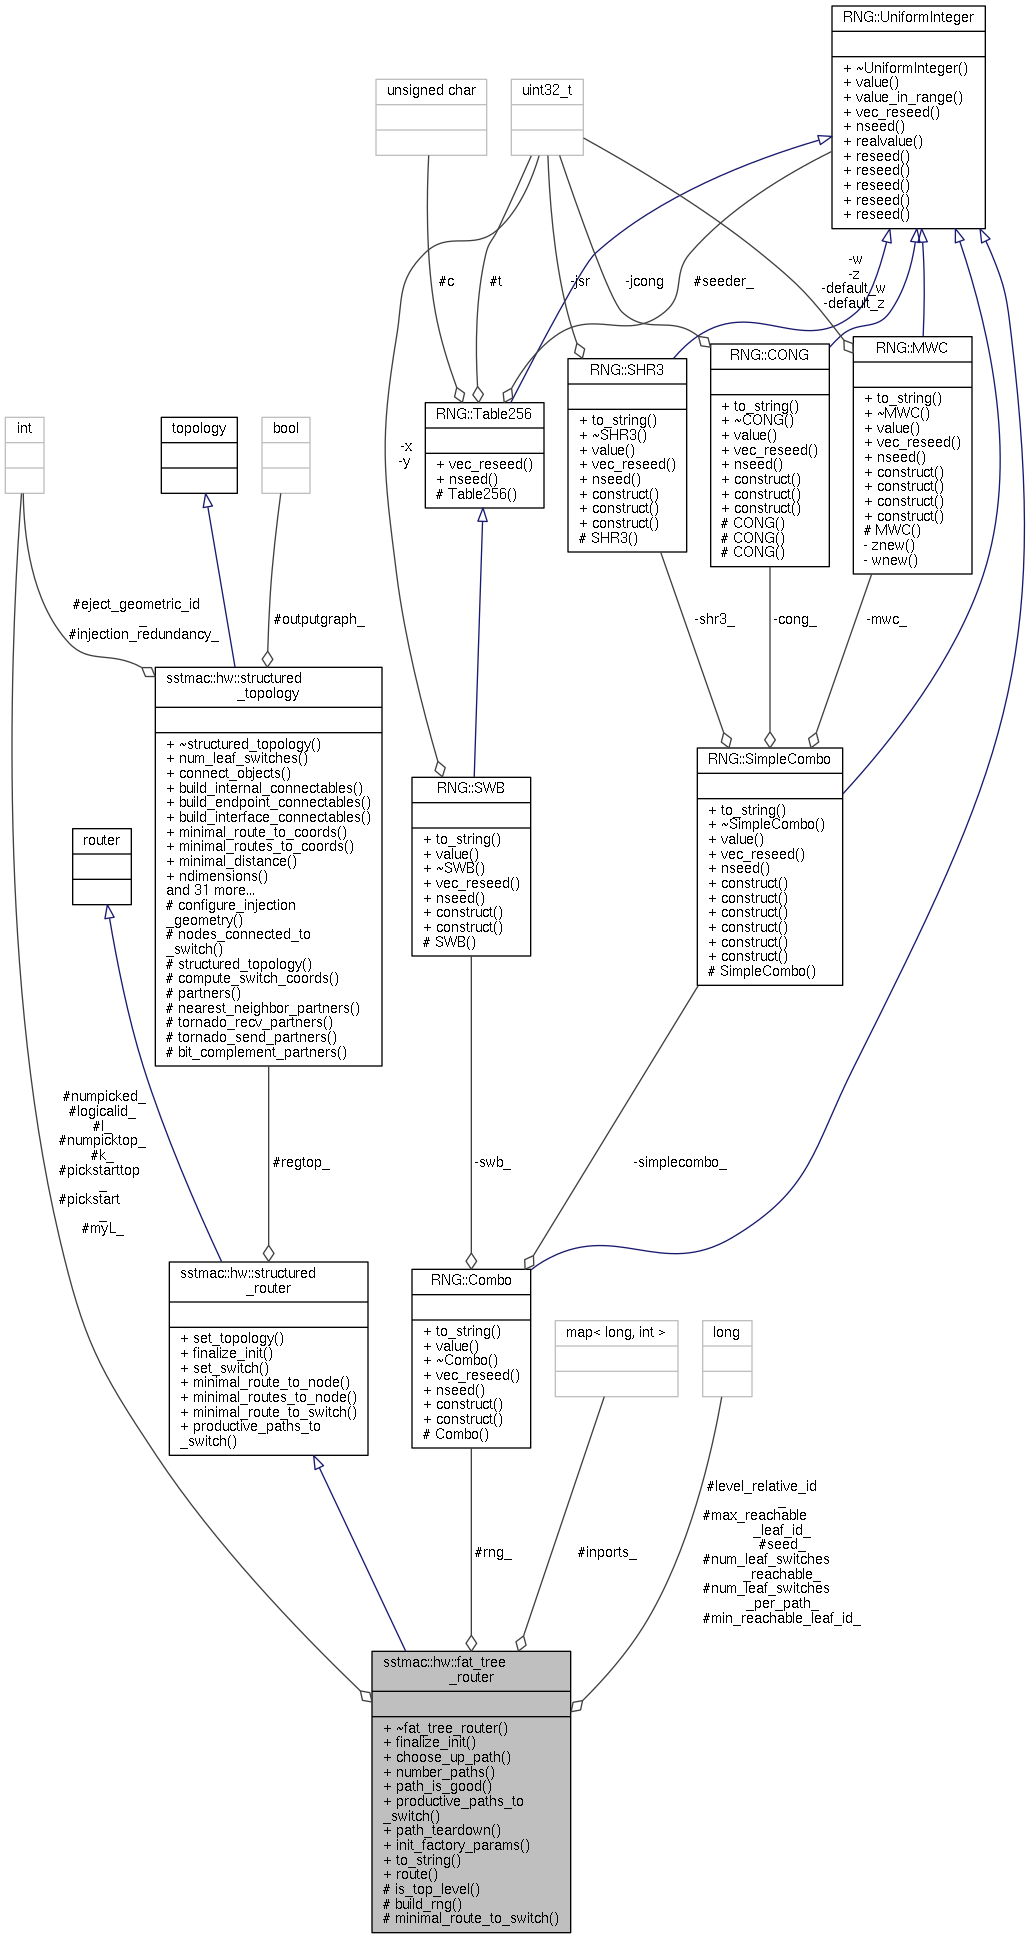 RNG::UniformInteger
+ ~UniformInteger()
+ value()
+ value_in_range()
+ vec_reseed()
+ nseed()
+ realvalue()
+ reseed()
+ reseed()
+ reseed()
+ reseed()
+ reseed()
unsigned char
uint32_t
#c
#t
-jsr
-jcong
#seeder_
-w
-z
-default_w
-default_z
RNG::SHR3
+ to_string()
+ ~SHR3()
+ value()
+ vec_reseed()
+ nseed()
+ construct()
+ construct()
+ construct()
# SHR3()
RNG::CONG
+ to_string()
+ ~CONG()
+ value()
+ vec_reseed()
+ nseed()
+ construct()
+ construct()
+ construct()
# CONG()
# CONG()
# CONG()
RNG::MWC
+ to_string()
+ ~MWC()
+ value()
+ vec_reseed()
+ nseed()
+ construct()
+ construct()
+ construct()
+ construct()
# MWC()
- znew()
- wnew()
RNG::Table256
+ vec_reseed()
+ nseed()
# Table256()
int
topology
bool
-x
-y
#eject_geometric_id
_
#injection_redundancy_
#outputgraph_
-shr3_
-cong_
-mwc_
sstmac::hw::structured
_topology
+ ~structured_topology()
+ num_leaf_switches()
+ connect_objects()
+ build_internal_connectables()
+ build_endpoint_connectables()
+ build_interface_connectables()
+ minimal_route_to_coords()
+ minimal_routes_to_coords()
+ minimal_distance()
+ ndimensions()
and 31 more...
# configure_injection
_geometry()
# nodes_connected_to
_switch()
# structured_topology()
# compute_switch_coords()
# partners()
# nearest_neighbor_partners()
# tornado_recv_partners()
# tornado_send_partners()
# bit_complement_partners()
router
RNG::SWB
+ to_string()
+ value()
+ ~SWB()
+ vec_reseed()
+ nseed()
+ construct()
+ construct()
# SWB()
RNG::SimpleCombo
+ to_string()
+ ~SimpleCombo()
+ value()
+ vec_reseed()
+ nseed()
+ construct()
+ construct()
+ construct()
+ construct()
+ construct()
+ construct()
# SimpleCombo()
#numpicked_
#logicalid_
#l_
#numpicktop_
#k_
#pickstarttop
_
#pickstart
_
#myL_
#regtop_
-swb_
-simplecombo_
sstmac::hw::structured
_router
+ set_topology()
+ finalize_init()
+ set_switch()
+ minimal_route_to_node()
+ minimal_routes_to_node()
+ minimal_route_to_switch()
+ productive_paths_to
_switch()
RNG::Combo
+ to_string()
+ value()
+ ~Combo()
+ vec_reseed()
+ nseed()
+ construct()
+ construct()
# Combo()
map< long, int >
long
#rng_
#inports_
#level_relative_id
_
#max_reachable
_leaf_id_
#seed_
#num_leaf_switches
_reachable_
#num_leaf_switches
_per_path_
#min_reachable_leaf_id_
sstmac::hw::fat_tree
_router
+ ~fat_tree_router()
+ finalize_init()
+ choose_up_path()
+ number_paths()
+ path_is_good()
+ productive_paths_to
_switch()
+ path_teardown()
+ init_factory_params()
+ to_string()
+ route()
# is_top_level()
# build_rng()
# minimal_route_to_switch()